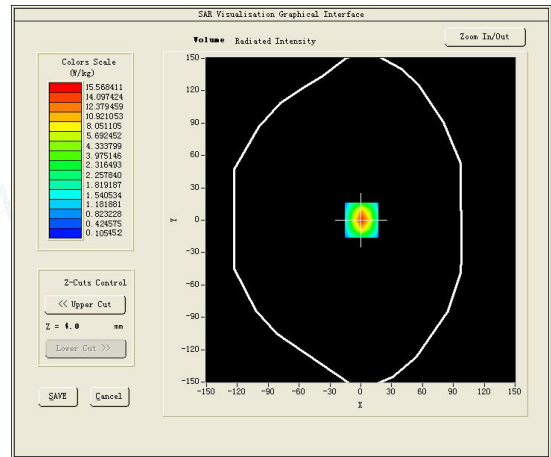 SAR Visualisation Graphical Interface
Volume Radiated Intensity
Zoom In/Out
Colors Scale
(W/kg)
15.568411
14.097424
12.379459
10.921053
8.051105
5.692452
4.333799
3.975146
2.316493
2.257840
1.819187
1.540534
1.181881
0.823228
0.424575
0.105452
Z-Cuts Control
<< Upper Cut
Z = 4.0 mm
Lower Cut >>
SAVE
Cancel
150
120
90
60
30
0
-30
-60
-90
-120
-150
Y
-150 -120 -90 -60 -30 0 30 60 90 120 150
X